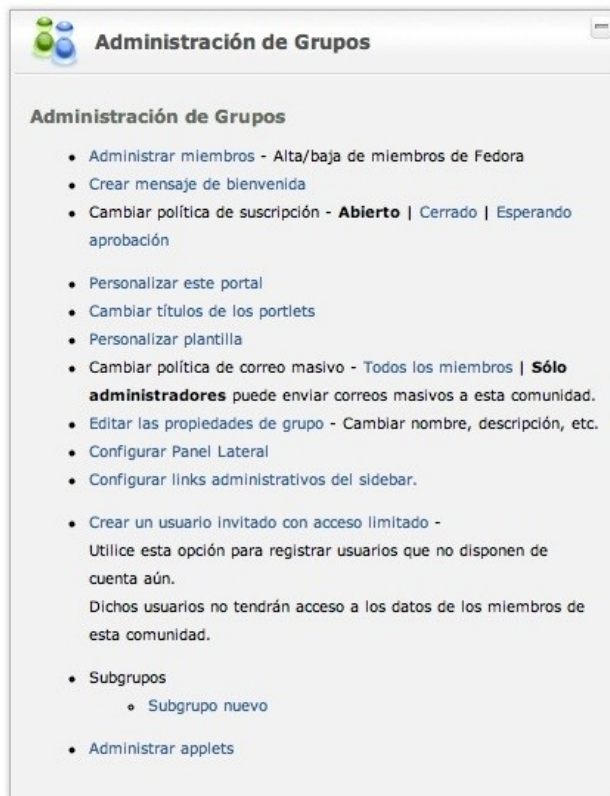 Administración de Grupos
Administración de Grupos
Administrar miembros - Alta/baja de miembros de Fedora
Crear mensaje de bienvenida
Cambiar política de suscripción - Abierto | Cerrado | Esperando
aprobación
Personalizar este portal
Cambiar títulos de los portlets
Personalizar plantilla
Cambiar política de correo masivo - Todos los miembros | Sólo
administradores puede enviar correos masivos a esta comunidad.
Editar las propiedades de grupo - Cambiar nombre, descripción, etc.
Configurar Panel Lateral
Configurar links administrativos del sidebar.
Crear un usuario invitado con acceso limitado -
Utilice esta opción para registrar usuarios que no disponen de
cuenta aún.
Dichos usuarios no tendrán acceso a los datos de los miembros de
esta comunidad.
Subgrupos
Subgrupo nuevo
Administrar applets